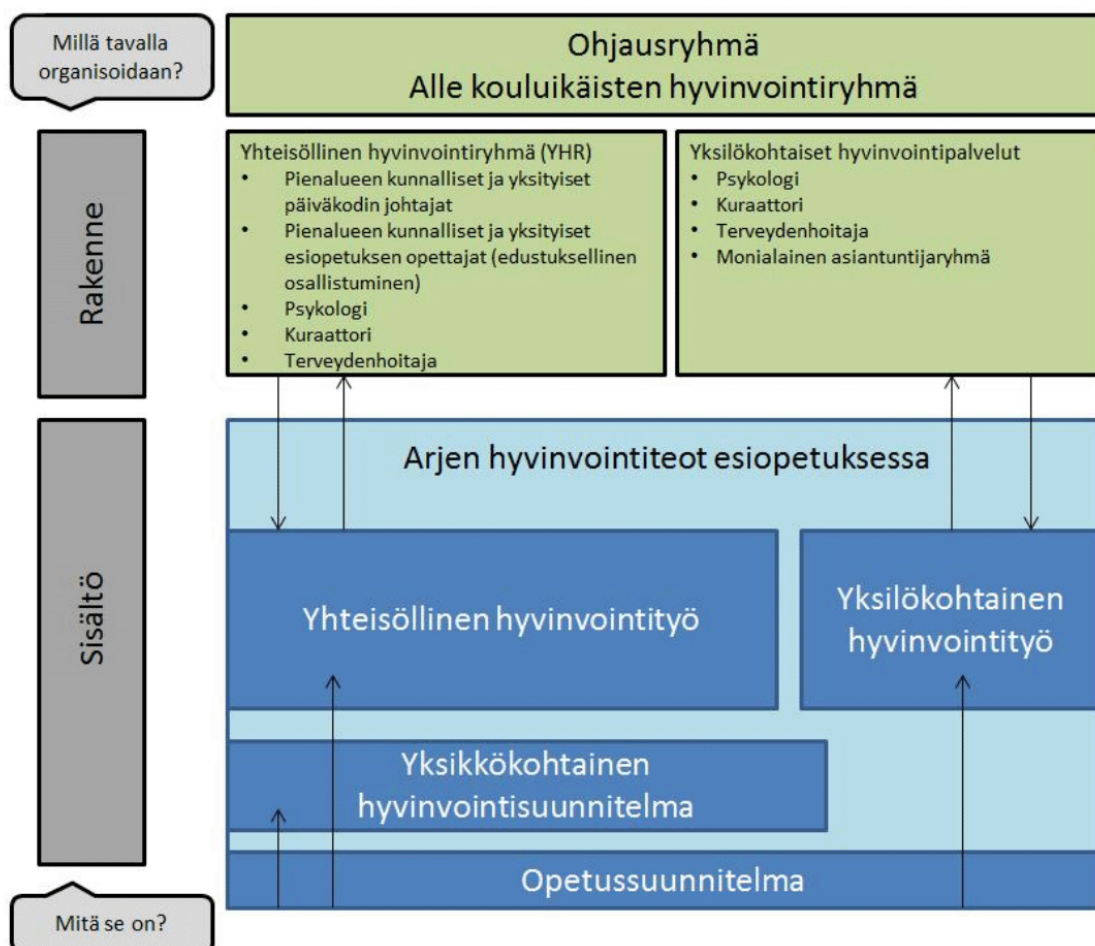 Millä tavalla
organisoidaan?
Ohjausryhmä
Alle kouluikäisten hyvinvointiryhmä
Rakenne
Yhteisöllinen hyvinvointiryhmä (YHR)
• Pienalueen kunnalliset ja yksityiset
päiväkodin johtajat
• Pienalueen kunnalliset ja yksityiset
esiopetuksen opettajat (edustuksellinen
osallistuminen)
• Psykologi
• Kuraattori
• Terveydenhoitaja
Yksilökohtaiset hyvinvointipalvelut
• Psykologi
• Kuraattori
• Terveydenhoitaja
• Monialainen asiantuntijaryhmä
Sisältö
Arjen hyvinvointiteot esiopetuksessa
Yhteisöllinen hyvinvointityö
Yksilökohtainen
hyvinvointityö
Yksikkökohtainen
hyvinvointisuunnitelma
Opetussuunnitelma
Mitä se on?